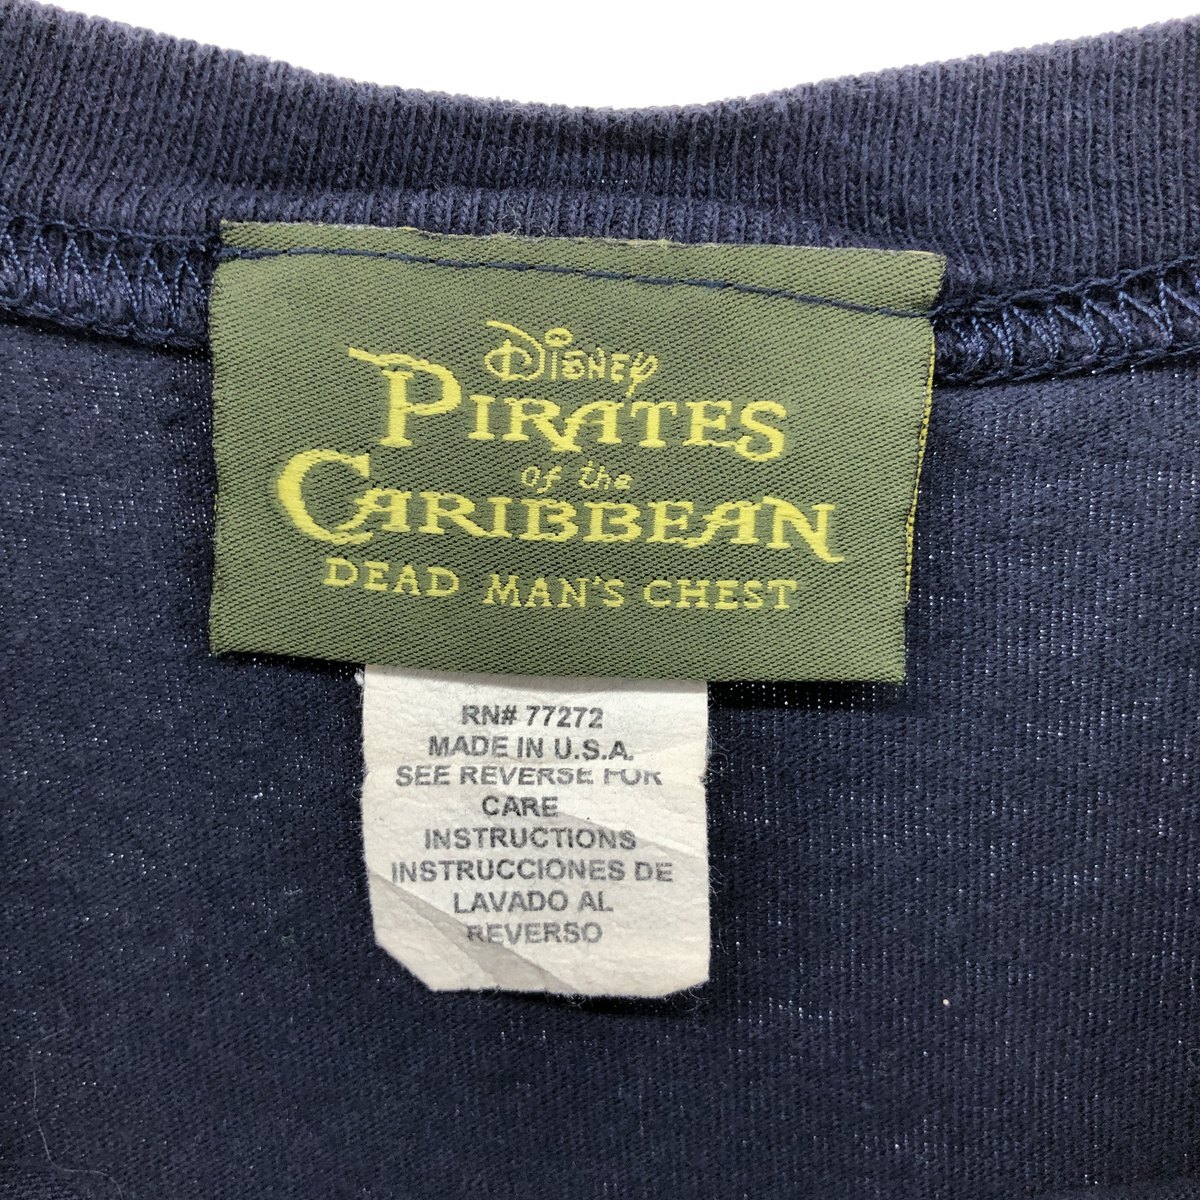 Disney
PIRATES
of the
CARIBBEAN
DEAD MAN'S CHEST
RN# 77272
MADE IN U.S.A.
SEE REVERSE FOR
CARE
INSTRUCTIONS
INSTRUCCIONES DE
LAVADO AL
REVERSO